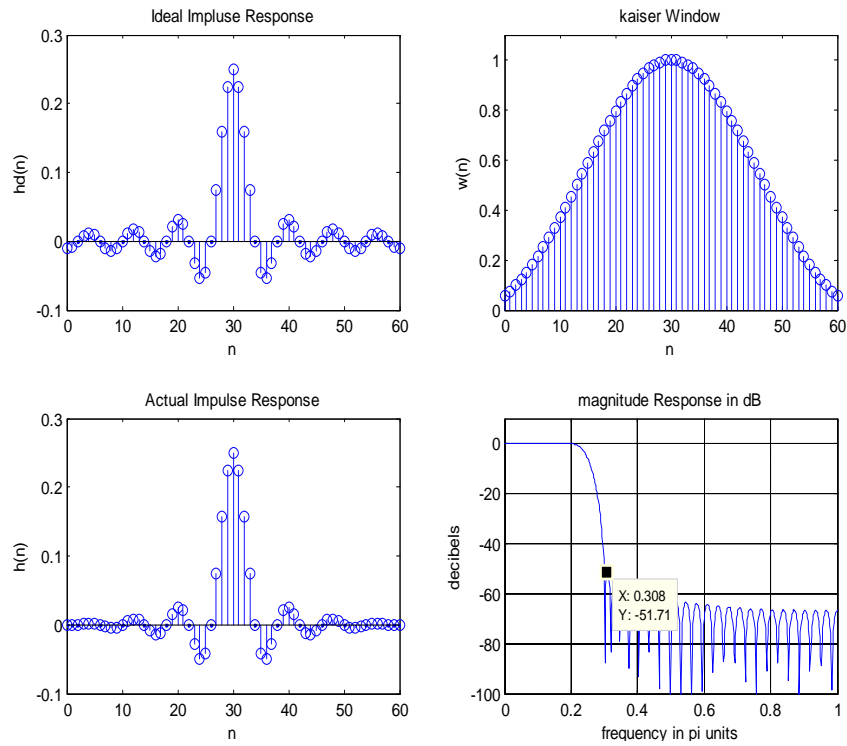 Ideal Impluse Response
0.3
0.2
0.1
0
-0.1
hd(n)
0 10 20 30 40 50 60
n
kaiser Window
1
0.8
0.6
0.4
0.2
0
w(n)
0 10 20 30 40 50 60
n
Actual Impulse Response
0.3
0.2
0.1
0
-0.1
h(n)
0 10 20 30 40 50 60
n
magnitude Response in dB
0
-20
-40
-60
-80
-100
decibels
X: 0.308
Y: -51.71
0 0.2 0.4 0.6 0.8 1
frequency in pi units